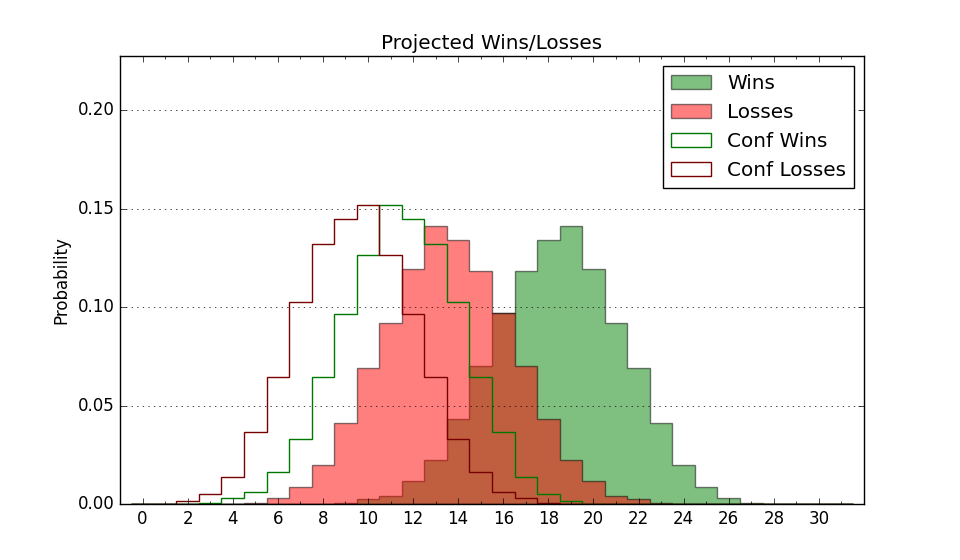 Projected Wins/Losses
Wins
Losses
Conf Wins
Conf Losses
Probability
0.20
0.15
0.10
0.05
0.00
0 2 4 6 8 10 12 14 16 18 20 22 24 26 28 30